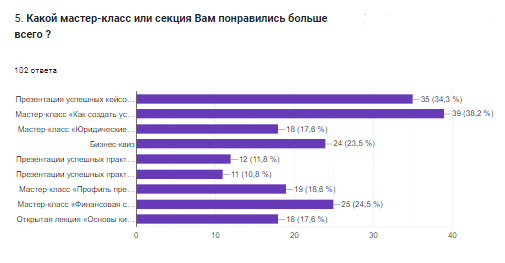 5. Какой мастер-класс или секция Вам понравились больше
всего ?
102 ответа
Презентация успешных кейсо... 35 (34,3 %)
Мастер-класс «Как создать ус... 39 (38,2 %)
Мастер-класс «Юридические... 18 (17,6 %)
Бизнес-квиз 24 (23,5 %)
Презентации успешных практ... 12 (11,8 %)
Презентации успешных практ... 11 (10,8 %)
Мастер-класс «Профиль пре... 19 (18,6 %)
Мастер-класс «Финансовая с... 25 (24,5 %)
Открытая лекция «Основы ки... 18 (17,6 %)
0 10 20 30 40